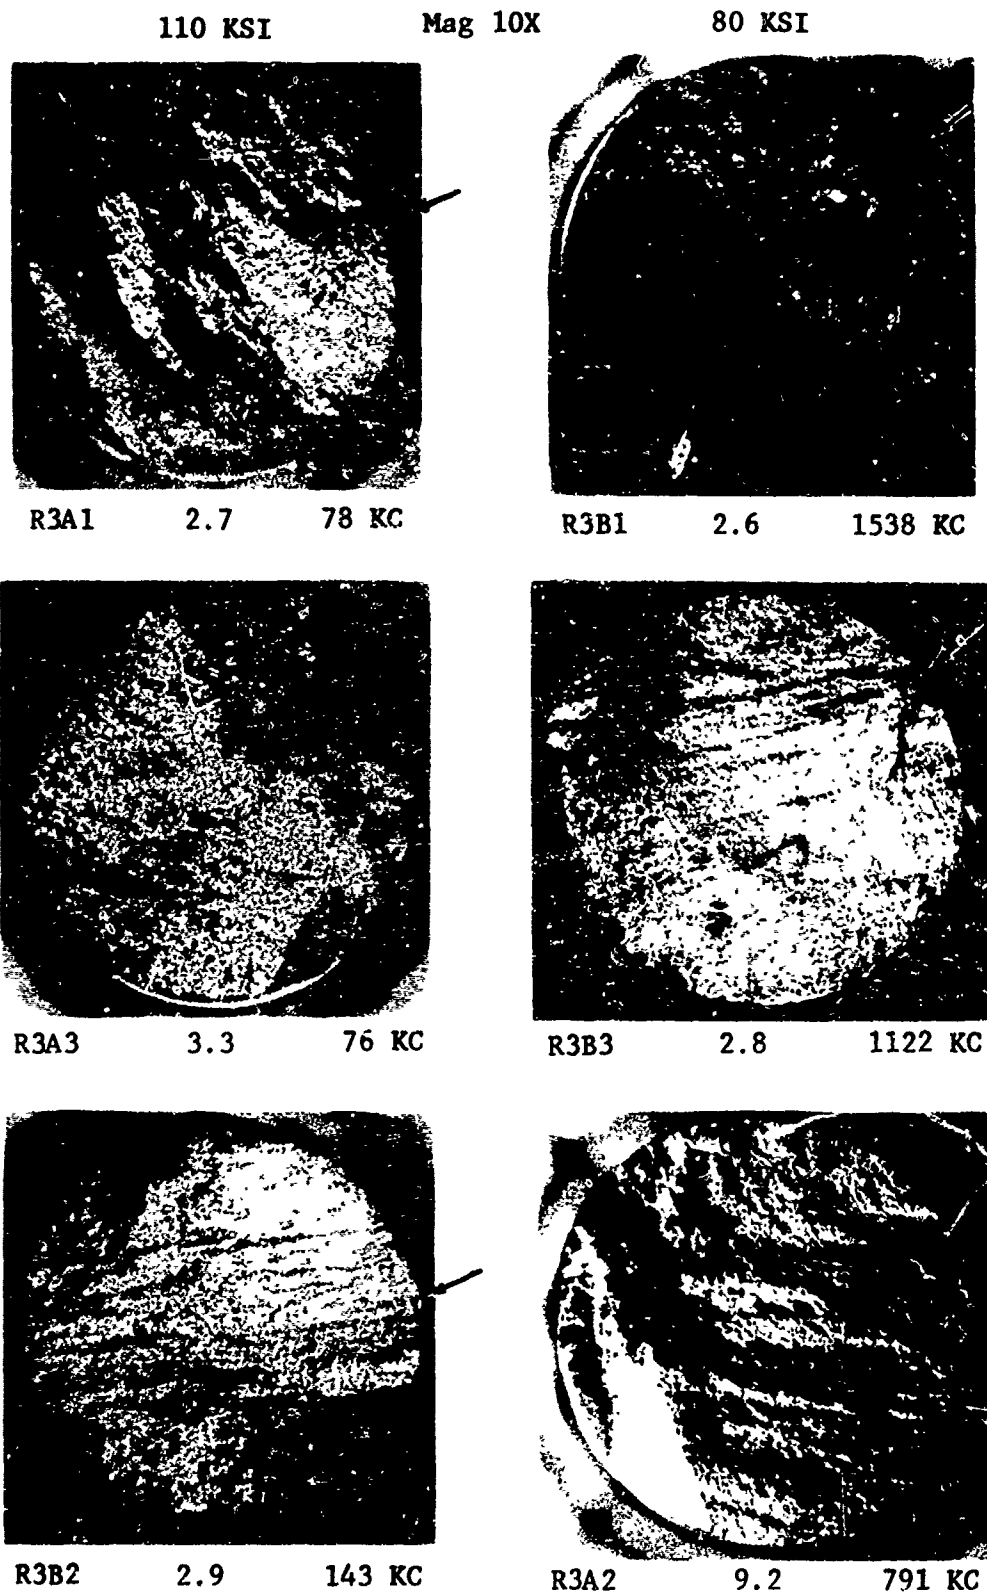 110 KSI Mag 10X 80 KSI
R3A1 2.7 78 KC R3B1 2.6 1538 KC
R3A3 3.3 76 KC R3B3 2.8 1122 KC
R3B2 2.9 143 KC R3A2 9.2 791 KC